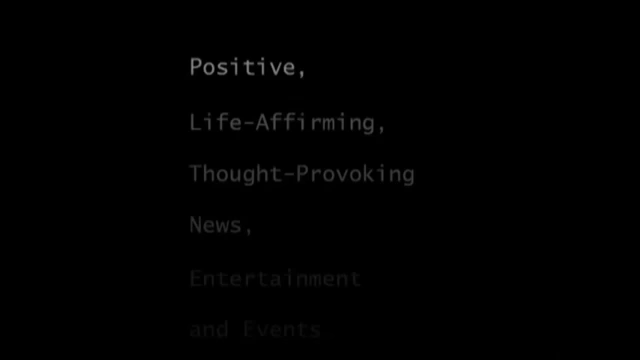 Positive,
Life-Affirming,
Thought-Provoking
News,
Entertainment
and Events